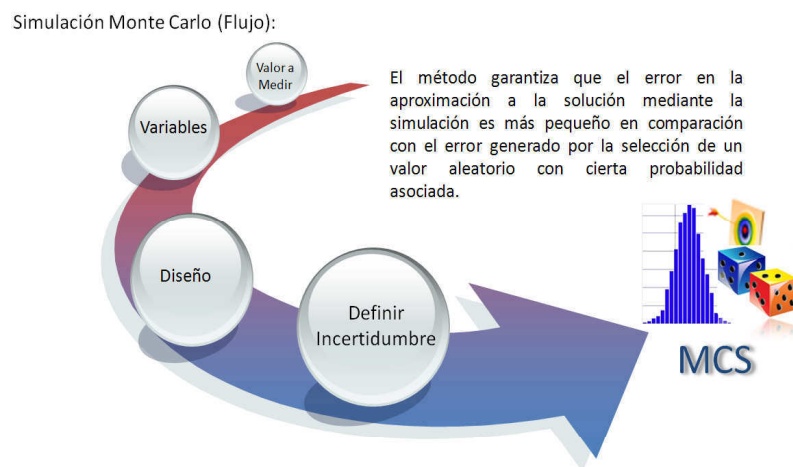 Simulación Monte Carlo (Flujo):
Valor a
Medir
Variables
Diseño
Definir
Incertidumbre
El método garantiza que el error en la
aproximación a la solución mediante la
simulación es más pequeño en comparación
con el error generado por la selección de un
valor aleatorio con cierta probabilidad
asociada.
MCS